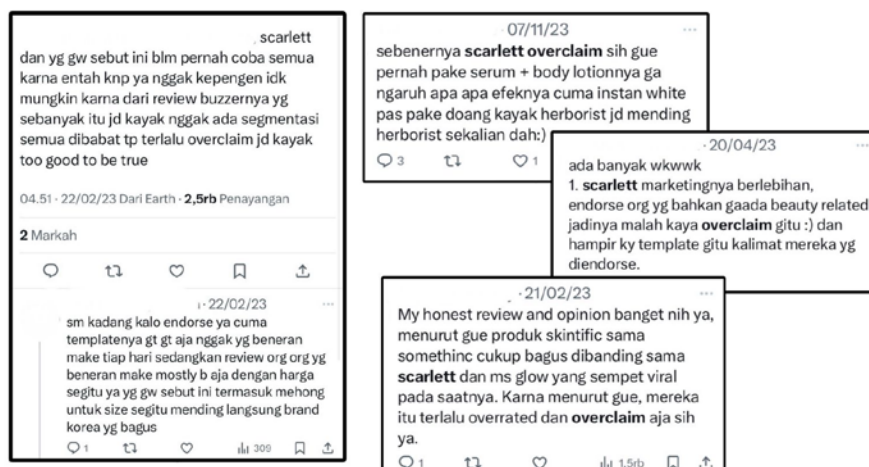 scarlett
dan yg gw sebut ini blm pernah coba semua
karna entah knp ya nggak kepengen idk
mungkin karna dari review buzzernya yg
sebanyak itu jd kayak nggak ada segmentasi
semua dibabat tp terlalu overclaim jd kayak
too good to be true
04.51 · 22/02/23 Dari Earth · 2,5rb Penayangan
2 Markah
· 22/02/23
sm kadang kalo endorse ya cuma
templatenya gt gt aja nggak yg beneran
make tiap hari sedangkan review org org yg
beneran make mostly b aja dengan harga
segitu ya yg gw sebut ini termasuk mehong
untuk size segitu mending langsung brand
korea yg bagus
1 309
07/11/23
sebenernya scarlett overclaim sih gue
pernah pake serum + body lotionnya ga
ngaruh apa apa efeknya cuma instan white
pas pake doang kayak herborist jd mending
herborist sekalian dah:)
3 1
· 20/04/23
ada banyak wkwwk
1. scarlett marketingnya berlebihan,
endorse org yg bahkan gaada beauty related
jadinya malah kaya overclaim gitu :) dan
hampir ky template gitu kalimat mereka yg
diendorse.
· 21/02/23
My honest review and opinion banget nih ya,
menurut gue produk skintific sama
somethinc cukup bagus dibanding sama
scarlett dan ms glow yang sempet viral
pada saatnya. Karna menurut gue, mereka
itu terlalu overrated dan overclaim aja sih
ya.
1 1,5rb